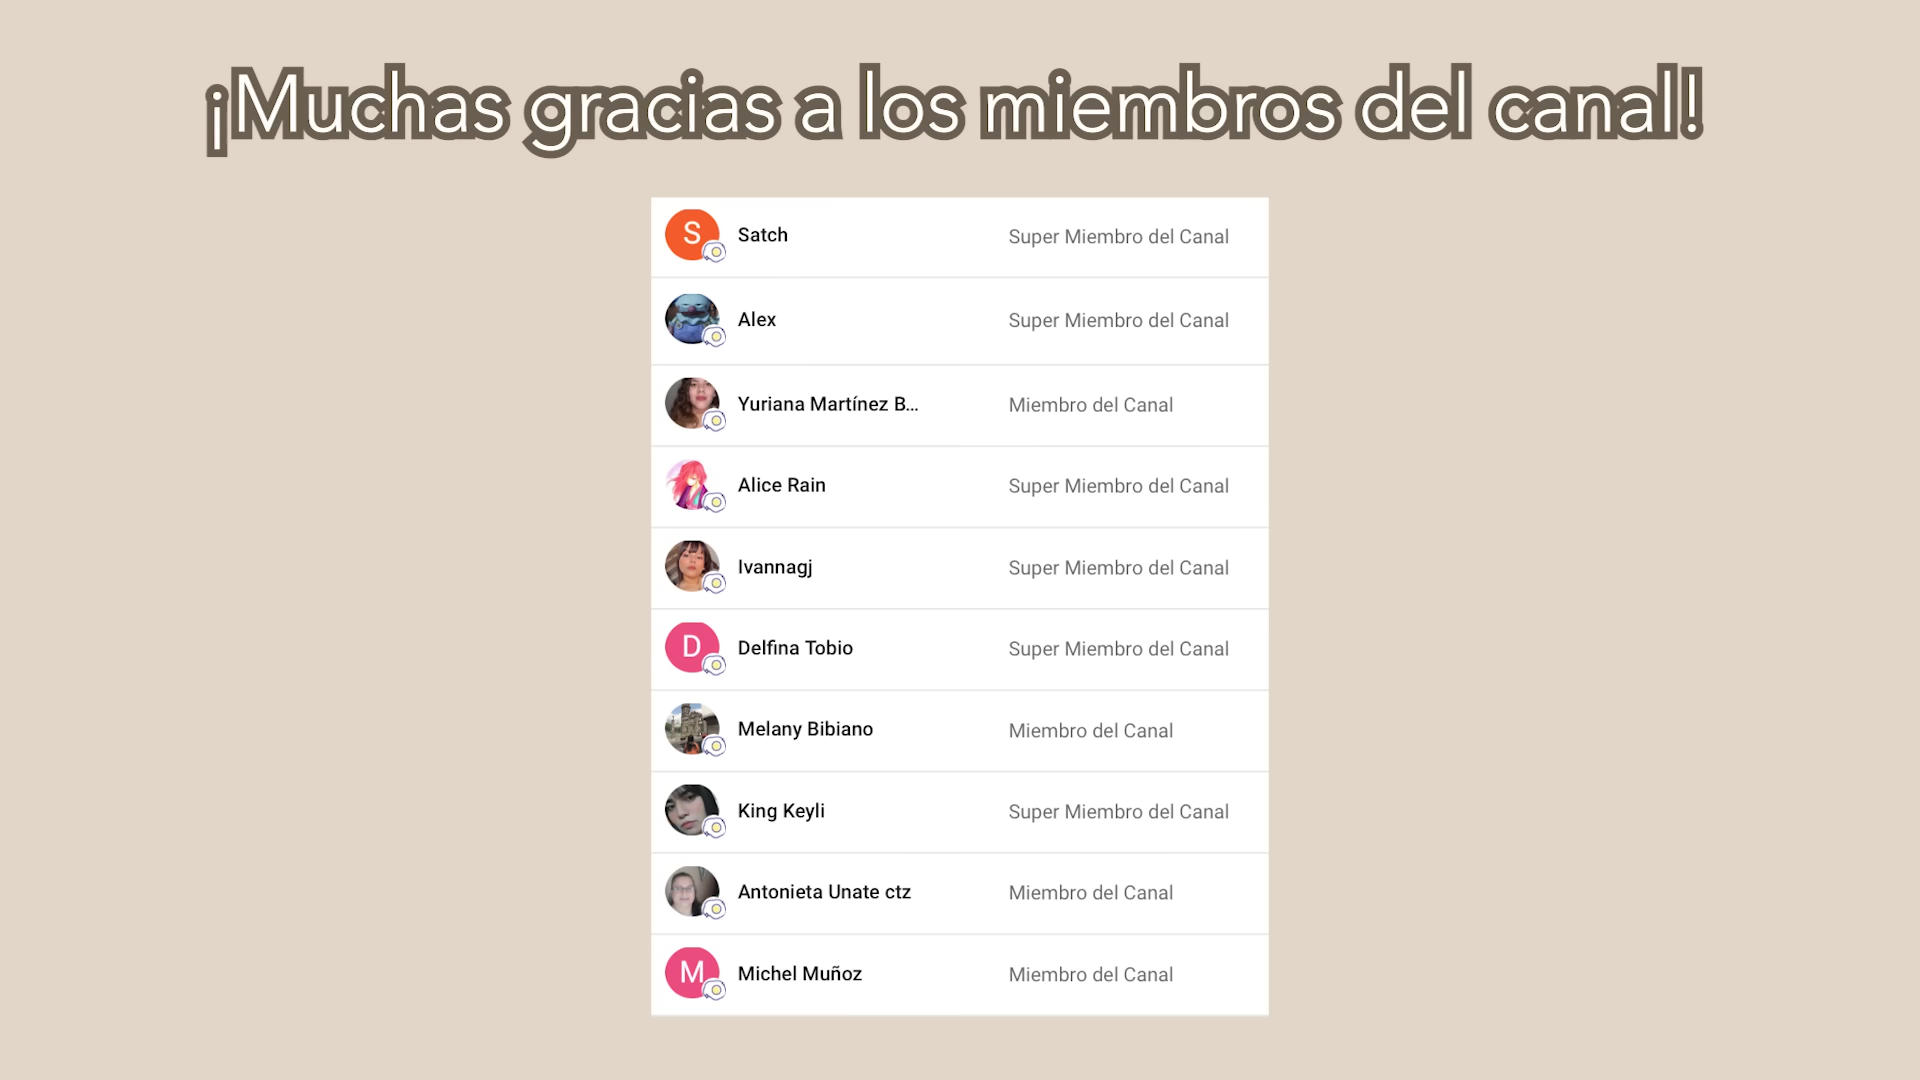 ¡Muchas gracias a los miembros del canal!
S Satch Super Miembro del Canal
Alex Super Miembro del Canal
Yuriana Martínez B... Miembro del Canal
Alice Rain Super Miembro del Canal
Ivannagj Super Miembro del Canal
D Delfina Tobio Super Miembro del Canal
Melany Bibiano Miembro del Canal
King Keyli Super Miembro del Canal
Antonieta Unate ctz Miembro del Canal
M Michel Muñoz Miembro del Canal